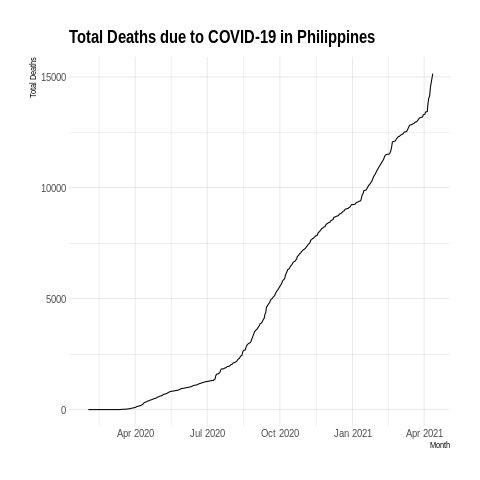 Total Deaths due to COVID-19 in Philippines
Total Deaths
15000
10000
5000
0
Apr 2020 Jul 2020 Oct 2020 Jan 2021 Apr 2021
Month